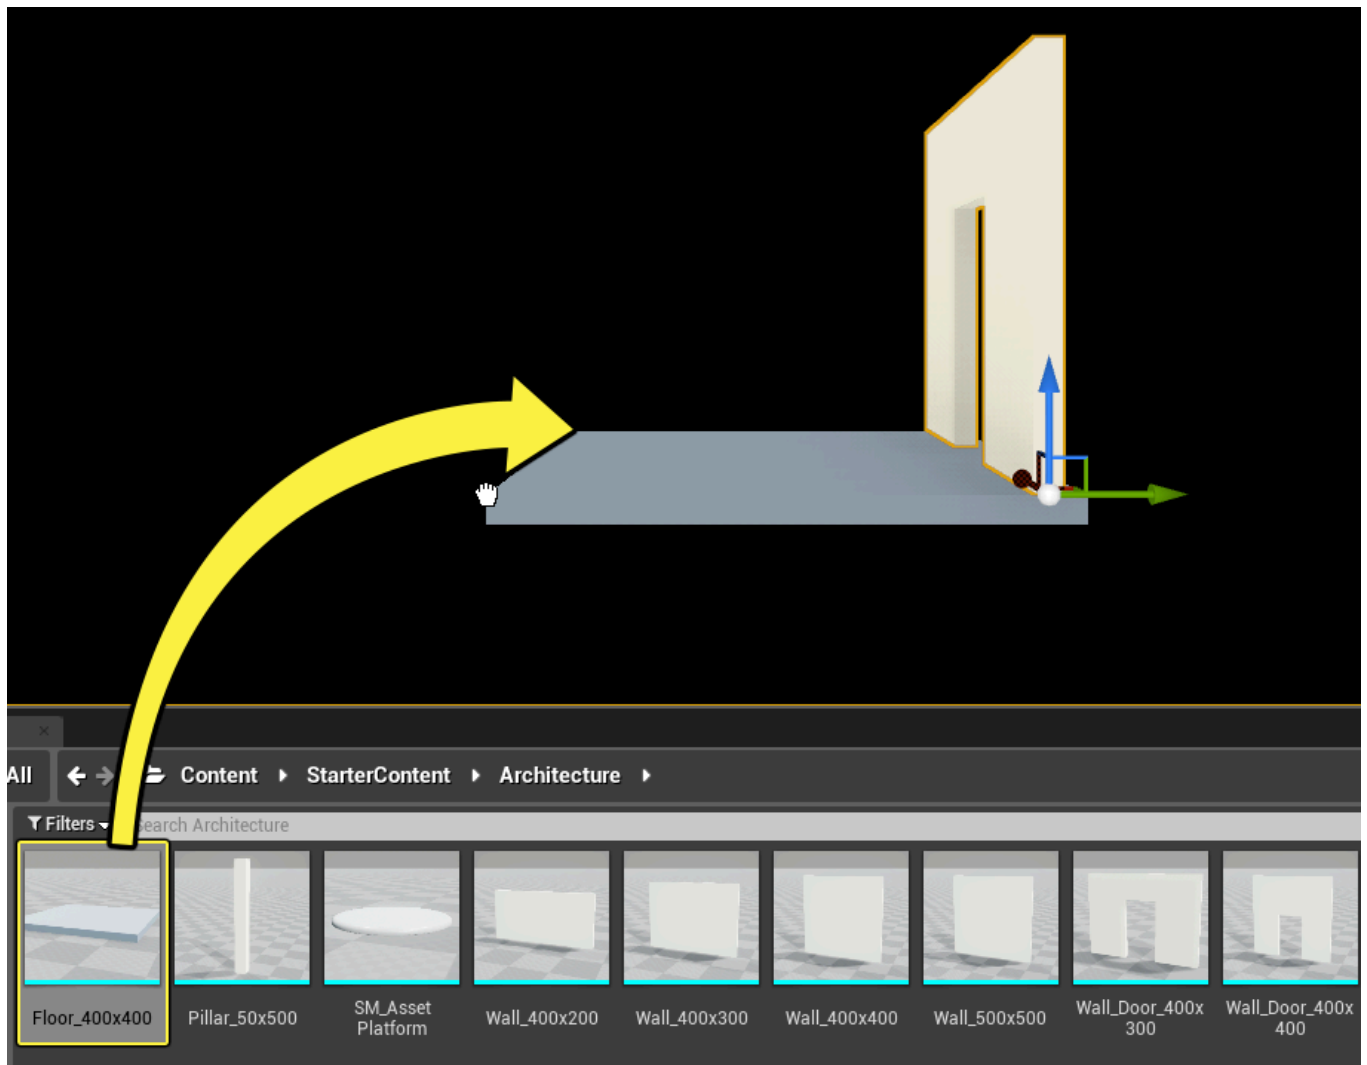 All
Content StarterContent Architecture
Filters
Search Architecture
Floor_400x400
Pillar_50x500
SM_Asset
Platform
Wall_400x200
Wall_400x300
Wall_400x400
Wall_500x500
Wall_Door_400x
300
Wall_Door_400x
400